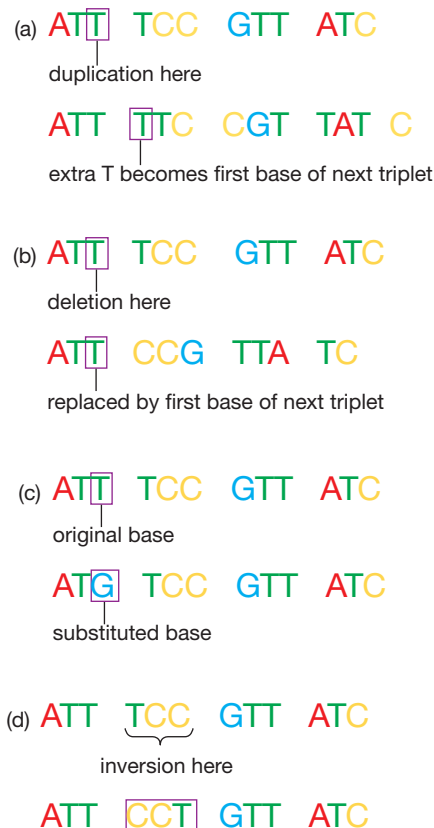 (a) ATT TCC GTT ATC
duplication here
ATT TTC CGT TAT C
extra T becomes first base of next triplet
(b) ATT TCC GTT ATC
deletion here
ATT CCG TTA TC
replaced by first base of next triplet
(c) ATT TCC GTT ATC
original base
ATG TCC GTT ATC
substituted base
(d) ATT TCC GTT ATC
inversion here
ATT CCT GTT ATC